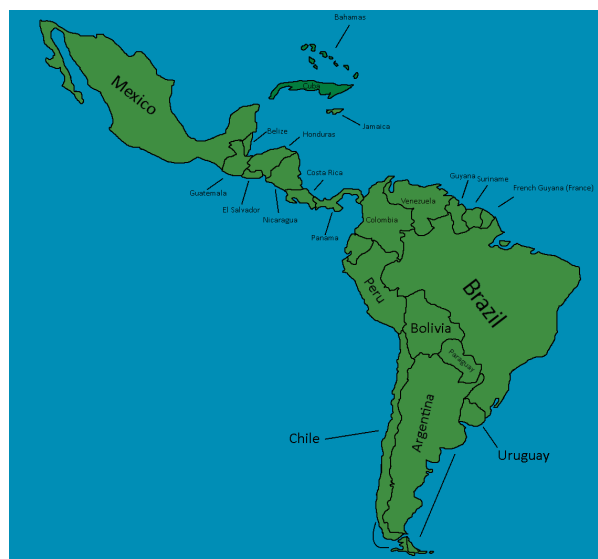 Bahamas
Mexico
Cuba
Jamaica
Belize
Honduras
Costa Rica
Guatemala
El Salvador
Nicaragua
Panama
Guyana
Suriname
French Guyana (France)
Venezuela
Colombia
Peru
Brazil
Bolivia
Paraguay
Argentina
Chile
Uruguay